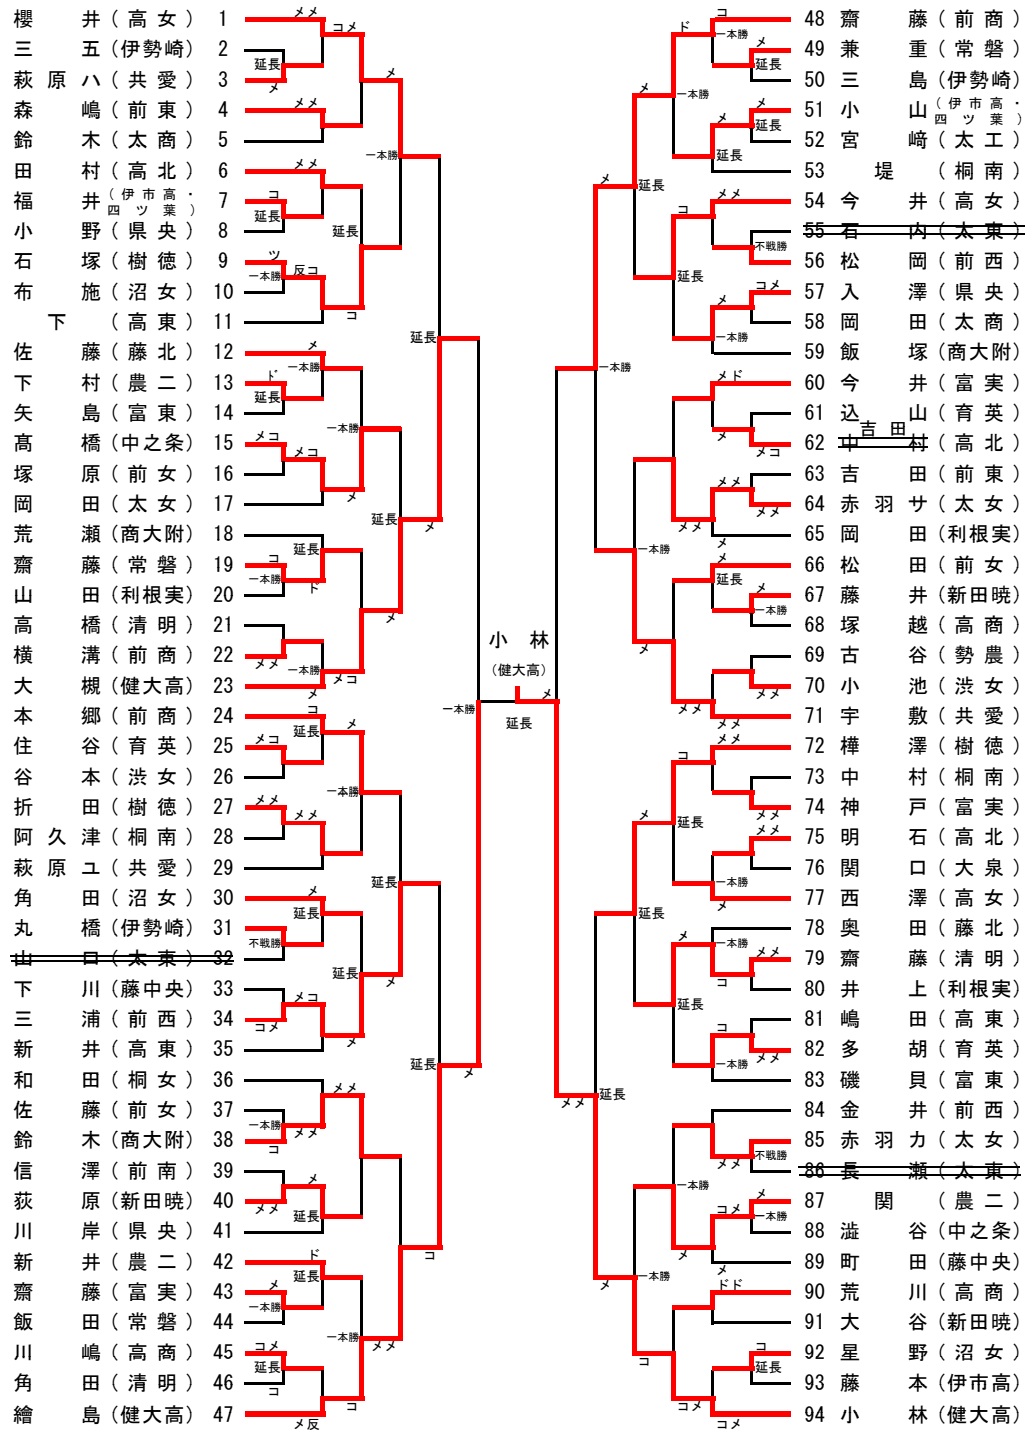 櫻井（高女） 1
三五（伊勢崎） 2
萩原ハ（共愛） 3
森嶋（前東） 4
鈴木（太商） 5
田村（高北） 6
福井（伊市高・四ツ葉） 7
小野（県央） 8
石塚（樹徳） 9
布施（沼女） 10
下（高東） 11
佐藤（藤北） 12
下村（農二） 13
矢島（富東） 14
髙橋（中之条） 15
塚原（前女） 16
岡田（太女） 17
荒瀬（商大附） 18
齋藤（常磐） 19
山田（利根実） 20
高橋（清明） 21
横溝（前商） 22
大槻（健大高） 23
本郷（前商） 24
住谷（育英） 25
谷本（渋女） 26
折田（樹徳） 27
阿久津（桐南） 28
萩原ユ（共愛） 29
角田（沼女） 30
丸橋（伊勢崎） 31
山口（太東） 32
下川（藤中央） 33
三浦（前西） 34
新井（高東） 35
和田（桐女） 36
佐藤（前女） 37
鈴木（商大附） 38
信澤（前南） 39
荻原（新田暁） 40
川岸（県央） 41
新井（農二） 42
齋藤（富実） 43
飯田（常磐） 44
川嶋（高商） 45
角田（清明） 46
繪島（健大高） 47
小林
（健大高）
延長
48 齋藤（前商）
49 兼重（常磐）
50 三島（伊勢崎）
51 小山（伊市高・四ツ葉）
52 宮﨑（太工）
53 堤（桐南）
54 今井（高女）
55 石内（太東）
56 松岡（前西）
57 入澤（県央）
58 岡田（太商）
59 飯塚（商大附）
60 今井（富実）
61 込山（育英）
吉田
62 中村（高北）
63 吉田（前東）
64 赤羽サ（太女）
65 岡田（利根実）
66 松田（前女）
67 藤井（新田暁）
68 塚越（高商）
69 古谷（勢農）
70 小池（渋女）
71 宇敷（共愛）
72 樺澤（樹徳）
73 中村（桐南）
74 神戸（富実）
75 明石（高北）
76 関口（大泉）
77 西澤（高女）
78 奥田（藤北）
79 齋藤（清明）
80 井上（利根実）
81 嶋田（高東）
82 多胡（育英）
83 磯貝（富東）
84 金井（前西）
85 赤羽カ（太女）
86 長瀬（太東）
87 関（農二）
88 澁谷（中之条）
89 町田（藤中央）
90 荒川（高商）
91 大谷（新田暁）
92 星野（沼女）
93 藤本（伊市高）
94 小林（健大高）